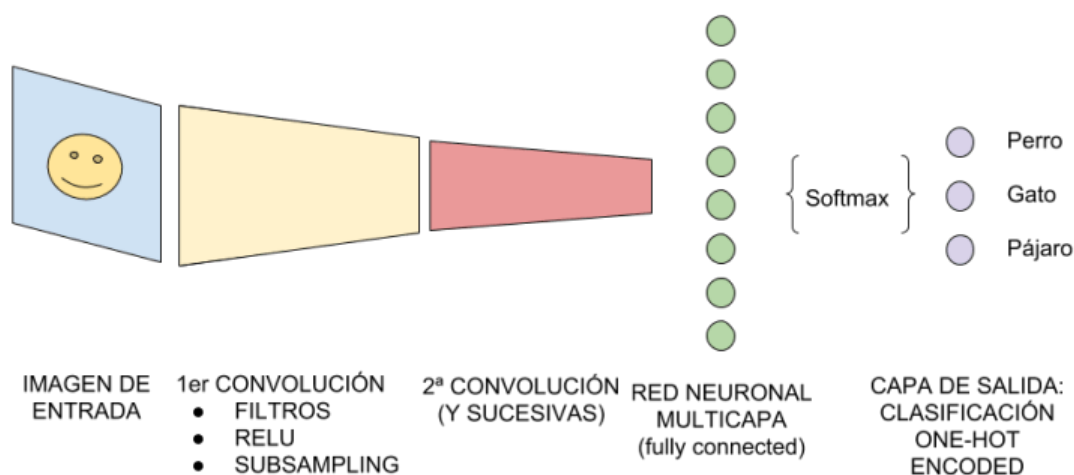 Perro
Softmax
Gato
Pájaro
IMAGEN DE
ENTRADA
1er CONVOLUCIÓN
● FILTROS
● RELU
● SUBSAMPLING
2ª CONVOLUCIÓN
(Y SUCESIVAS)
RED NEURONAL
MULTICAPA
(fully connected)
CAPA DE SALIDA:
CLASIFICACIÓN
ONE-HOT
ENCODED